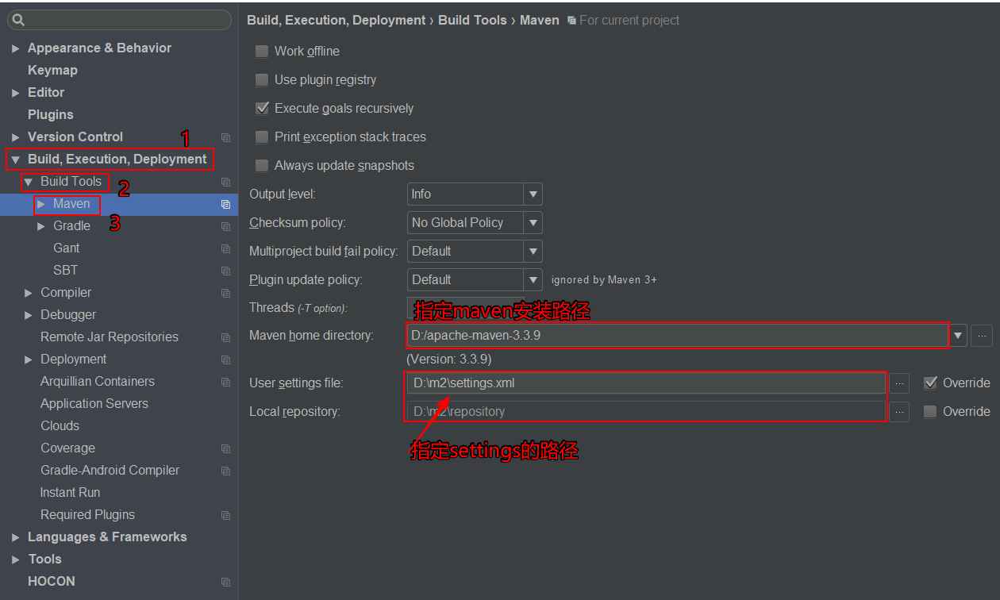 Appearance & Behavior
Keymap
Editor
Plugins
Version Control
1
Build, Execution, Deployment
Build Tools
2
Maven
3
Gradle
Gant
SBT
Compiler
Debugger
Remote Jar Repositories
Deployment
Arquillian Containers
Application Servers
Clouds
Coverage
Gradle-Android Compiler
Instant Run
Required Plugins
Languages & Frameworks
Tools
HOCON
Build, Execution, Deployment › Build Tools › Maven For current project
Work offline
Use plugin registry
Execute goals recursively
Print exception stack traces
Always update snapshots
Output level: Info
Checksum policy: No Global Policy
Multiproject build fail policy: Default
Plugin update policy: Default ignored by Maven 3+
Threads (-T option):
指定maven安装路径
Maven home directory: D:/apache-maven-3.3.9 ...
(Version: 3.3.9)
User settings file: D:\m2\settings.xml ... Override
Local repository: D:\m2\repository ... Override
指定settings的路径